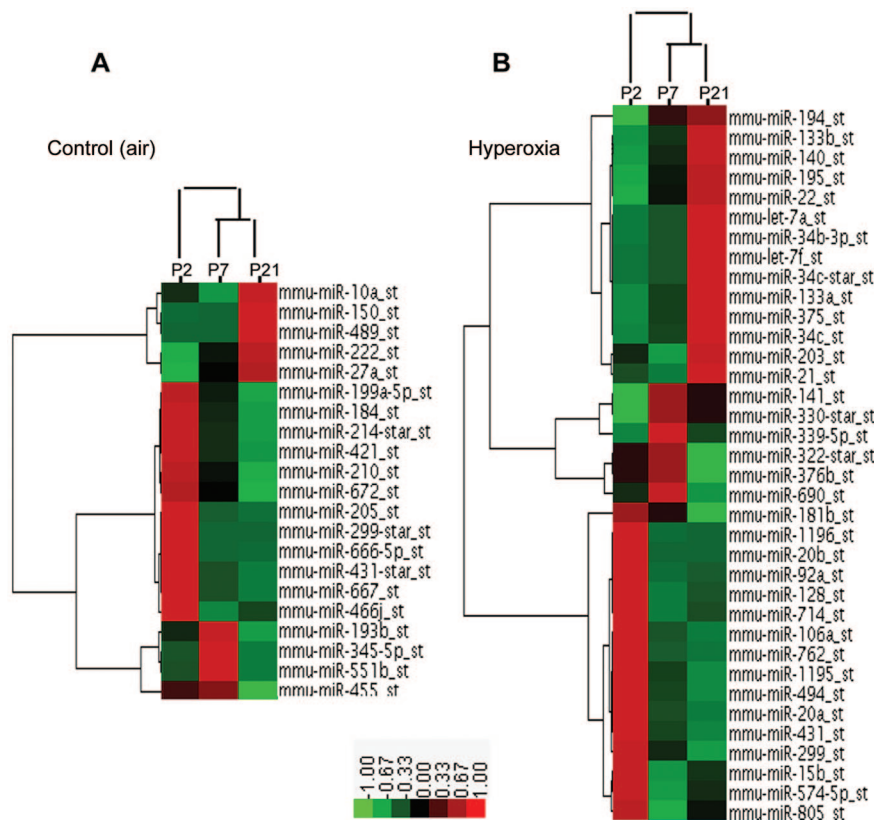 A
Control (air)
P2 P7 P21
mmu-miR-10a_st
mmu-miR-150_st
mmu-miR-489_st
mmu-miR-222_st
mmu-miR-27a_st
mmu-miR-199a-5p_st
mmu-miR-184_st
mmu-miR-214-star_st
mmu-miR-421_st
mmu-miR-210_st
mmu-miR-672_st
mmu-miR-205_st
mmu-miR-299-star_st
mmu-miR-666-5p_st
mmu-miR-431-star_st
mmu-miR-667_st
mmu-miR-466j_st
mmu-miR-193b_st
mmu-miR-345-5p_st
mmu-miR-551b_st
mmu-miR-455_st
B
Hyperoxia
P2 P7 P21
mmu-miR-194_st
mmu-miR-133b_st
mmu-miR-140_st
mmu-miR-195_st
mmu-miR-22_st
mmu-let-7a_st
mmu-miR-34b-3p_st
mmu-let-7f_st
mmu-miR-34c-star_st
mmu-miR-133a_st
mmu-miR-375_st
mmu-miR-34c_st
mmu-miR-203_st
mmu-miR-21_st
mmu-miR-141_st
mmu-miR-330-star_st
mmu-miR-339-5p_st
mmu-miR-322-star_st
mmu-miR-376b_st
mmu-miR-690_st
mmu-miR-181b_st
mmu-miR-1196_st
mmu-miR-20b_st
mmu-miR-92a_st
mmu-miR-128_st
mmu-miR-714_st
mmu-miR-106a_st
mmu-miR-762_st
mmu-miR-1195_st
mmu-miR-494_st
mmu-miR-20a_st
mmu-miR-431_st
mmu-miR-299_st
mmu-miR-15b_st
mmu-miR-574-5p_st
mmu-miR-805_st
-1.00
-0.67
-0.33
0.00
0.33
0.67
1.00